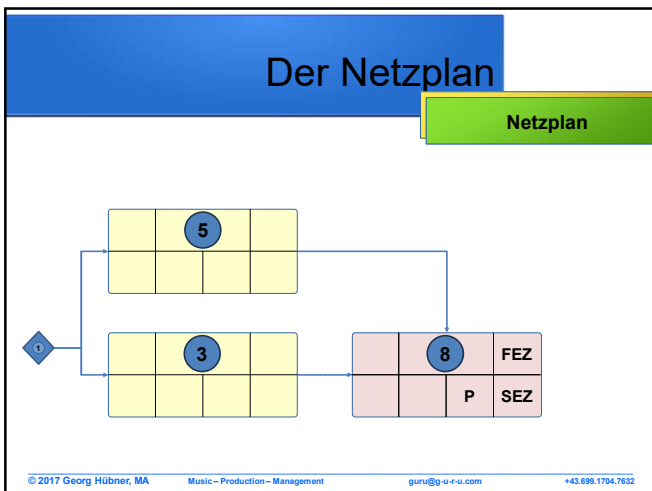 Der Netzplan
Netzplan
5
1
3
8
FEZ
P
SEZ
© 2017 Georg Hübner, MA Music – Production – Management guru@g-u-r-u.com +43.699.1704.7632